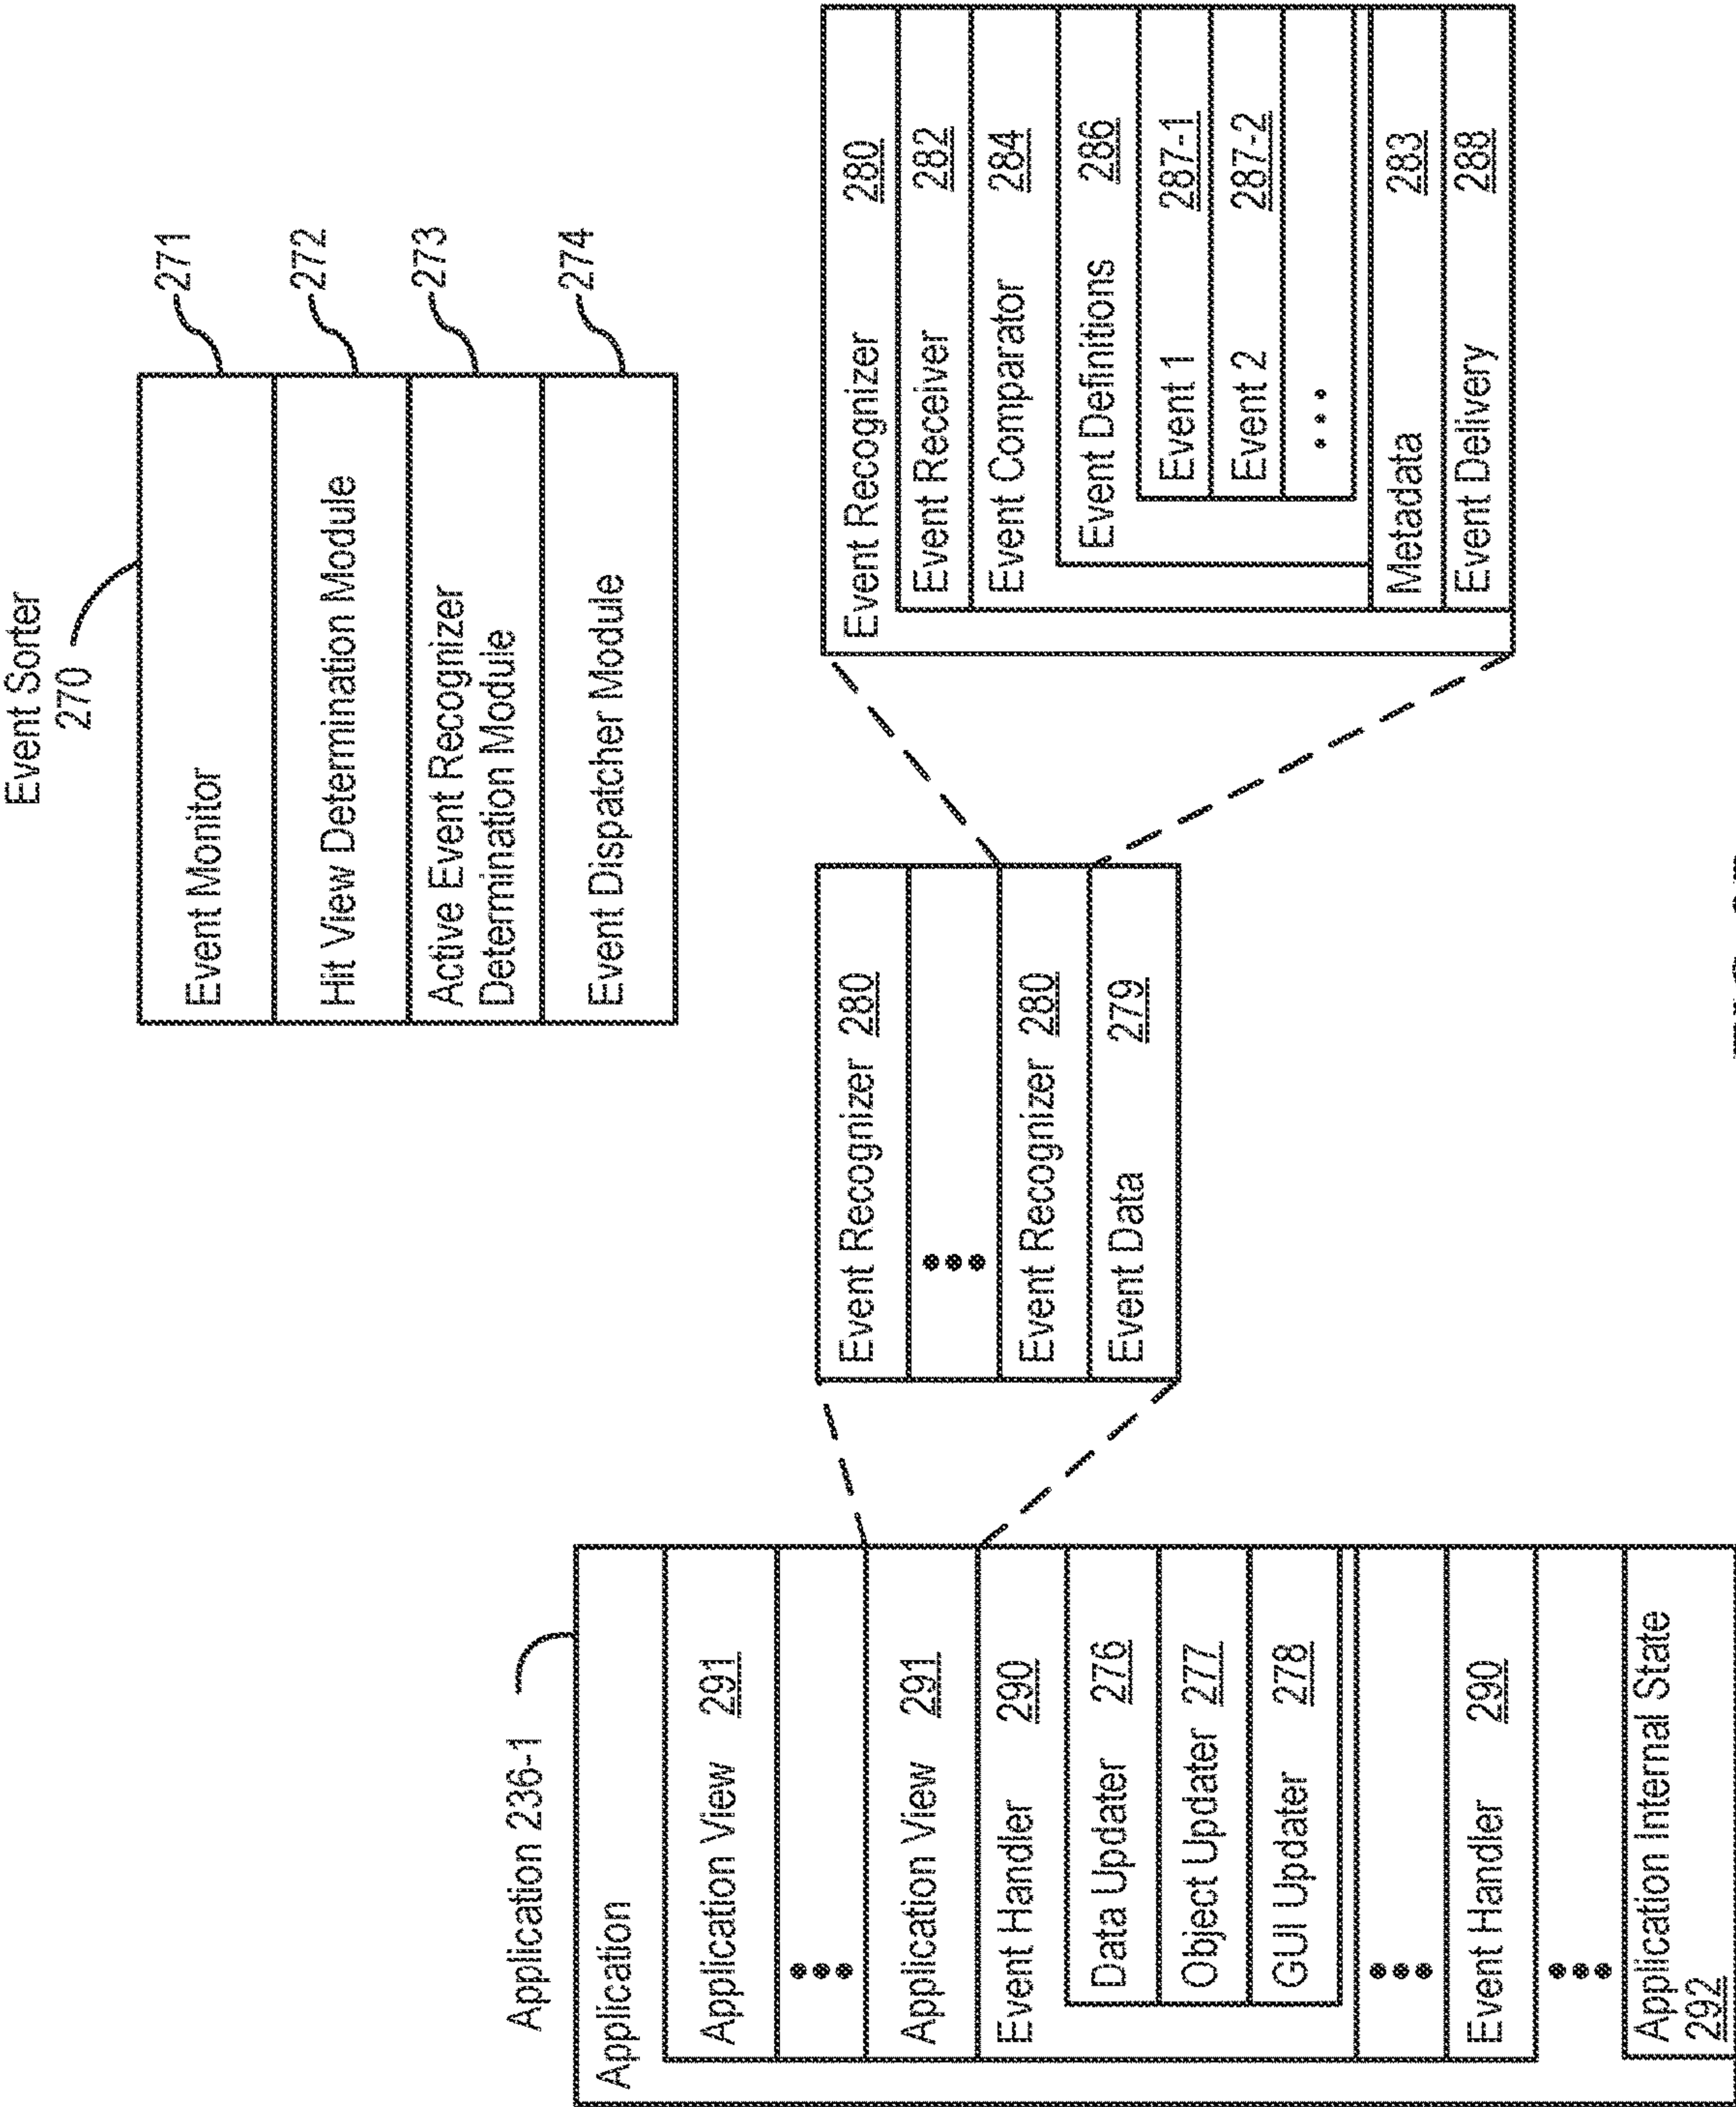 Event Sorter
270
Event Monitor
271
Hit View Determination Module
272
Active Event Recognizer
Determination Module
273
Event Dispatcher Module
274
Application 236-1
Application
Application View 291
Application View 291
Event Handler 290
Data Updater 276
Object Updater 277
GUI Updater 278
Event Handler 290
Application Internal State
292
Event Recognizer 280
Event Recognizer 280
Event Data 279
Event Recognizer 280
Event Receiver 282
Event Comparator 284
Event Definitions 286
Event 1 287-1
Event 2 287-2
Metadata 283
Event Delivery 288